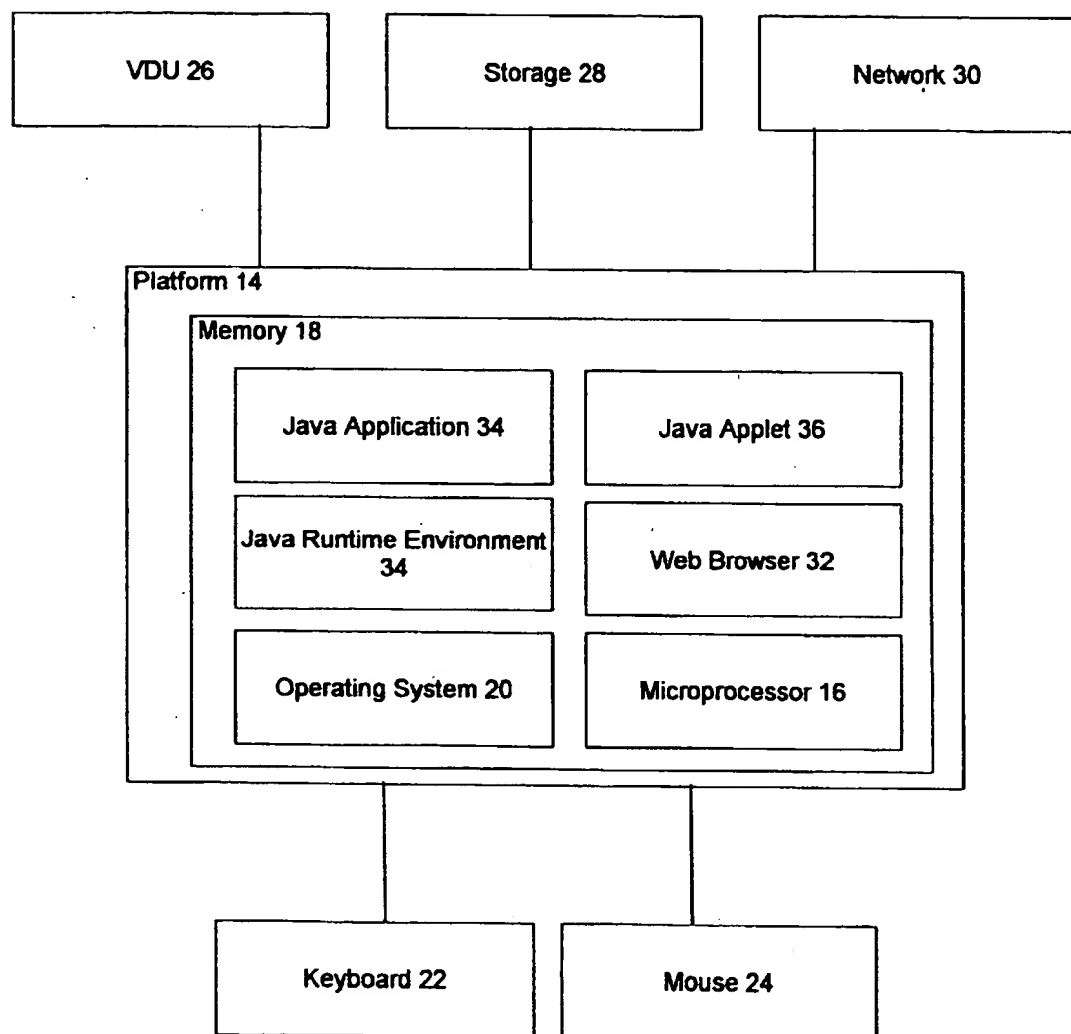 VDU 26
Storage 28
Network 30
Platform 14
Memory 18
Java Application 34
Java Applet 36
Java Runtime Environment
34
Web Browser 32
Operating System 20
Microprocessor 16
Keyboard 22
Mouse 24